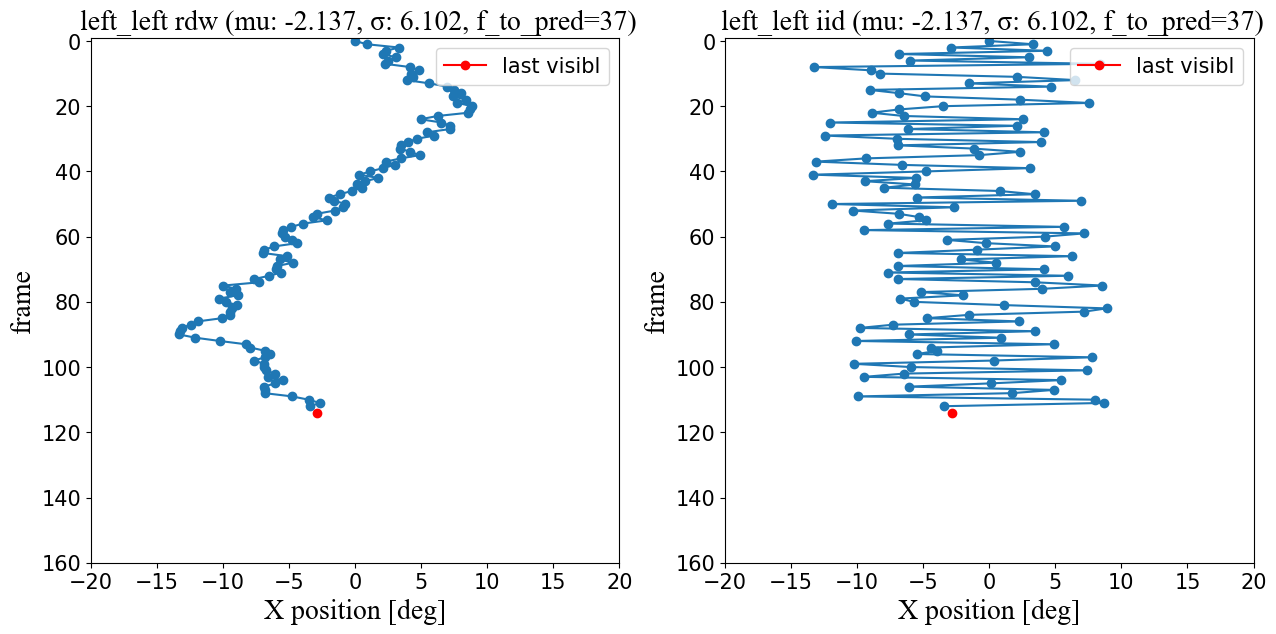 left_left rdw (mu: -2.137, σ: 6.102, f_to_pred=37)
last visibl
0
20
40
60
80
100
120
140
160
frame
−20 −15 −10 −5 0 5 10 15 20
X position [deg]
left_left iid (mu: -2.137, σ: 6.102, f_to_pred=37)
last visibl
0
20
40
60
80
100
120
140
160
frame
−20 −15 −10 −5 0 5 10 15 20
X position [deg]